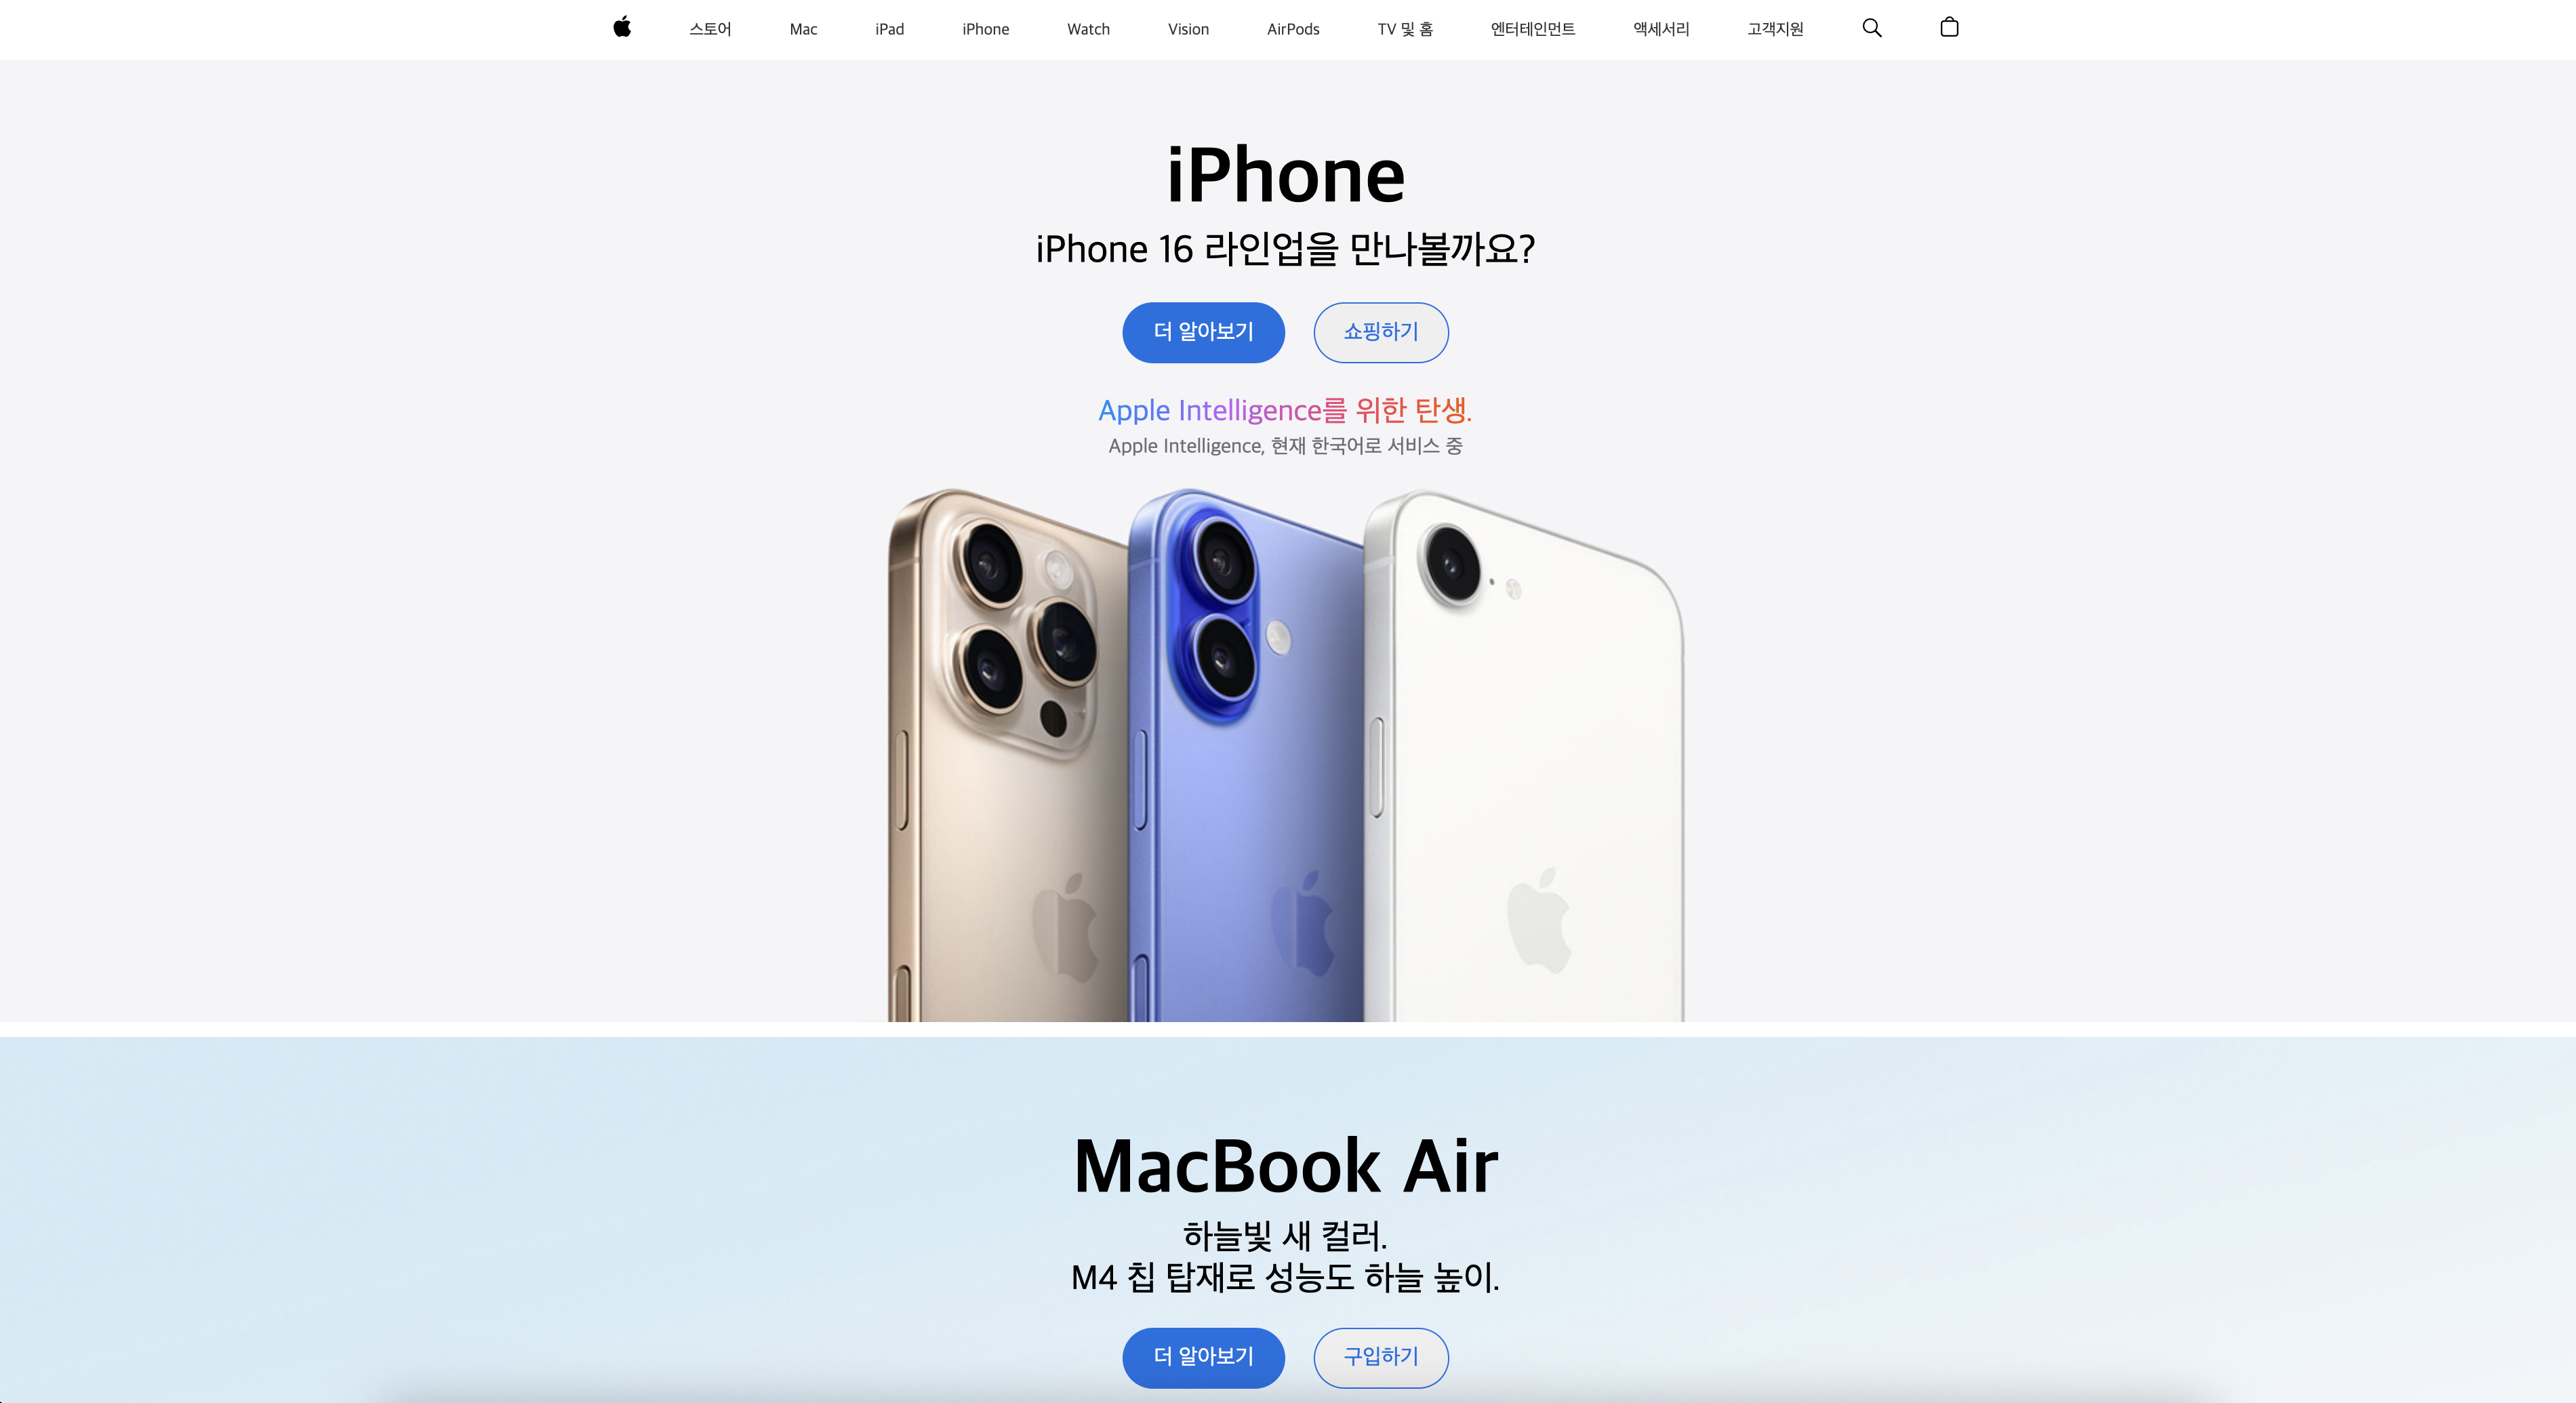 스토어 Mac iPad iPhone Watch Vision AirPods TV 및 홈 엔터테인먼트 액세서리 고객지원
iPhone
iPhone 16 라인업을 만나볼까요?
더 알아보기 쇼핑하기
Apple Intelligence를 위한 탄생.
Apple Intelligence, 현재 한국어로 서비스 중
MacBook Air
하늘빛 새 컬러.
M4 칩 탑재로 성능도 하늘 높이.
더 알아보기 구입하기